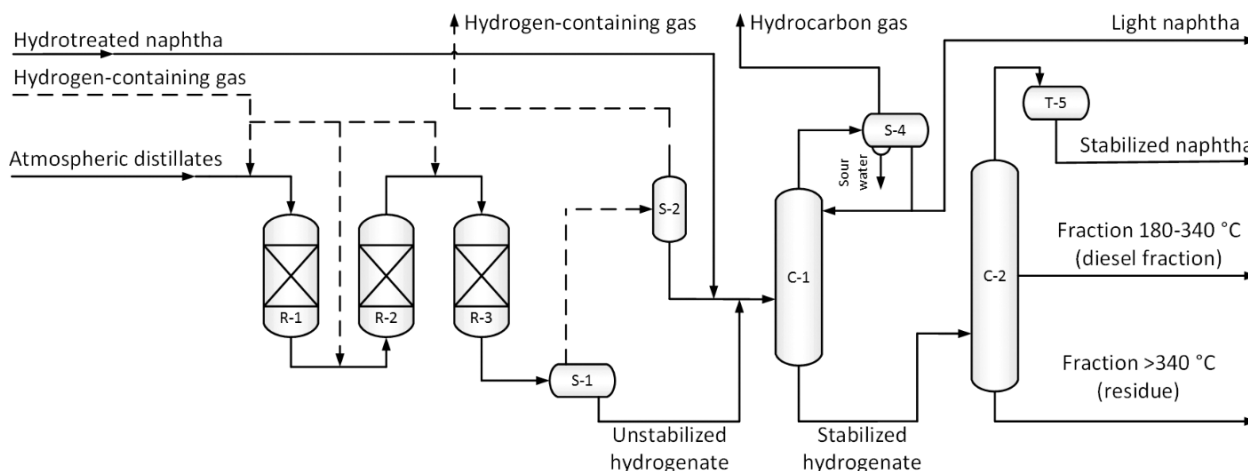 Hydrotreated naphtha
Hydrogen-containing gas
Atmospheric distillates
Hydrogen-containing gas
Hydrocarbon gas
Light naphtha
T-5
S-4
Stabilized naphtha
Sour
water
S-2
Fraction 180-340 °C
(diesel fraction)
C-1
C-2
R-1
R-2
R-3
S-1
Fraction >340 °C
(residue)
Unstabilized
hydrogenate
Stabilized
hydrogenate